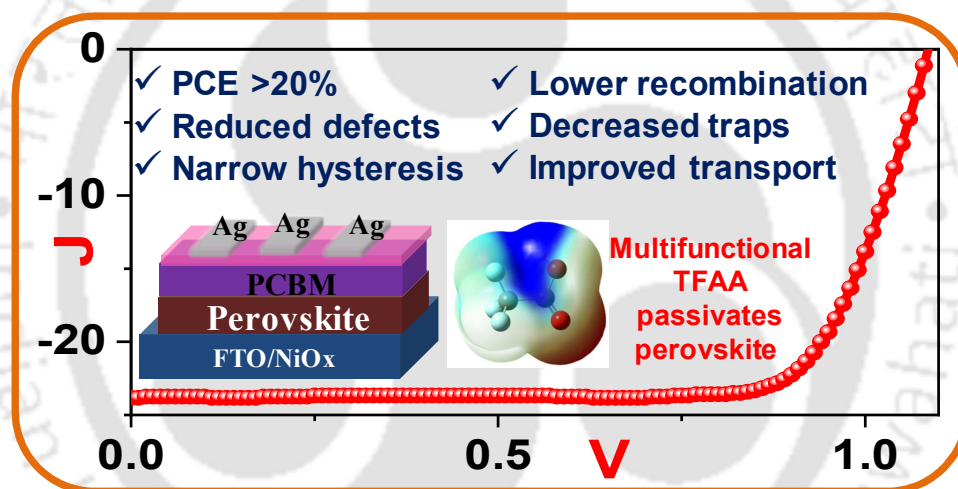 0
✓ PCE >20%
✓ Lower recombination
✓ Reduced defects
✓ Decreased traps
✓ Narrow hysteresis
✓ Improved transport
-10
J
Ag Ag Ag
PCBM
Perovskite
FTO/NiOx
Multifunctional
TFAA
passivates
perovskite
-20
0.0 0.5 V 1.0